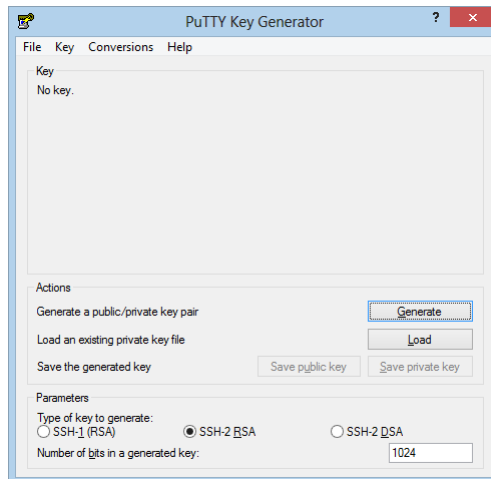 PuTTY Key Generator ? ×
File Key Conversions Help
Key
No key.
Actions
Generate a public/private key pair Generate
Load an existing private key file Load
Save the generated key Save public key Save private key
Parameters
Type of key to generate:
SSH-1 (RSA) SSH-2 RSA SSH-2 DSA
Number of bits in a generated key: 1024